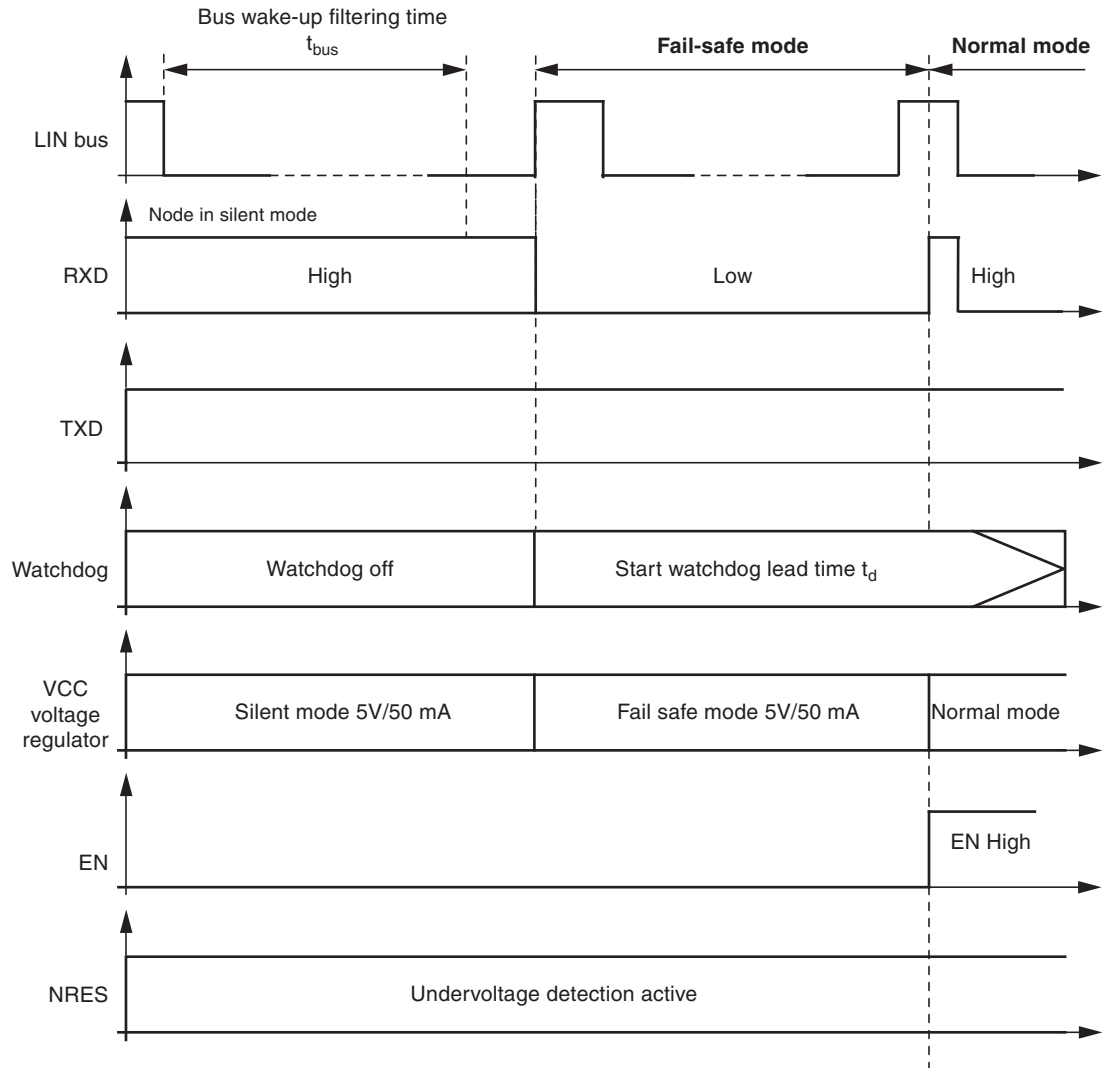 Bus wake-up filtering time
tbus
Fail-safe mode
Normal mode
LIN bus
Node in silent mode
RXD
High
Low
High
TXD
Watchdog
Watchdog off
Start watchdog lead time td
VCC
voltage
regulator
Silent mode 5V/50 mA
Fail safe mode 5V/50 mA
Normal mode
EN
EN High
NRES
Undervoltage detection active